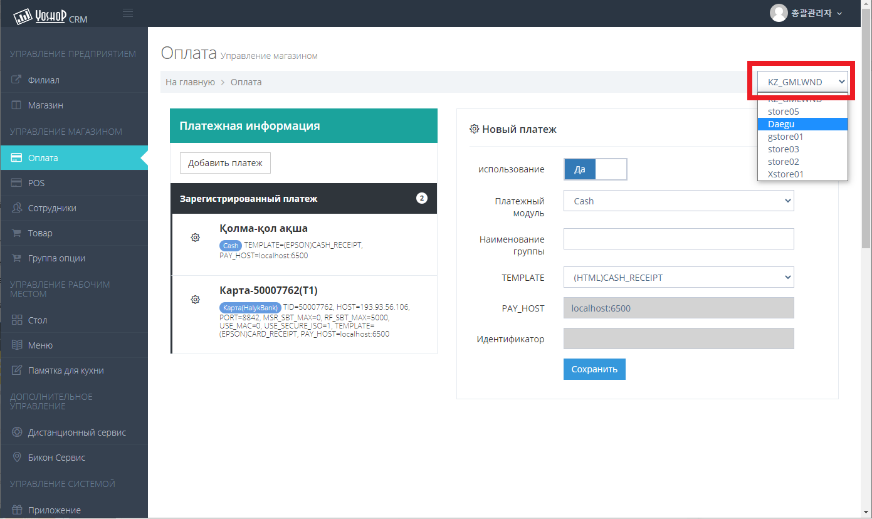 YOSHOP CRM
총괄관리자
УПРАВЛЕНИЕ ПРЕДПРИЯТИЕМ
Филиал
Магазин
УПРАВЛЕНИЕ МАГАЗИНОМ
Оплата
POS
Сотрудники
Товар
Группа опции
УПРАВЛЕНИЕ РАБОЧИМ
МЕСТОМ
Стол
Меню
Памятка для кухни
ДОПОЛНИТЕЛЬНОЕ
УПРАВЛЕНИЕ
Дистанционный сервис
Бикон Сервис
УПРАВЛЕНИЕ СИСТЕМОЙ
Приложение
Оплата Управление магазином
На главную > Оплата
KZ_GMLWND
KZ_GMLWND
store05
Daegu
gstore01
store03
store02
Xstore01
Платежная информация
Добавить платеж
Зарегистрированный платеж 2
Қолма-қол ақша
Cash TEMPLATE=(EPSON)CASH_RECEIPT,
PAY_HOST=localhost:6500
Карта-50007762(T1)
Карта(HalykBank) TID=50007762, HOST=193.93.56.106,
PORT=8842, MSR_SBT_MAX=0, RF_SBT_MAX=5000,
USE_MAC=0, USE_SECURE_ISO=1, TEMPLATE=
(EPSON)CARD_RECEIPT, PAY_HOST=localhost:6500
Новый платеж
использование Да
Платежный
модуль
Cash
Наименование
группы
TEMPLATE (HTML)CASH_RECEIPT
PAY_HOST localhost:6500
Идентификатор
Сохранить